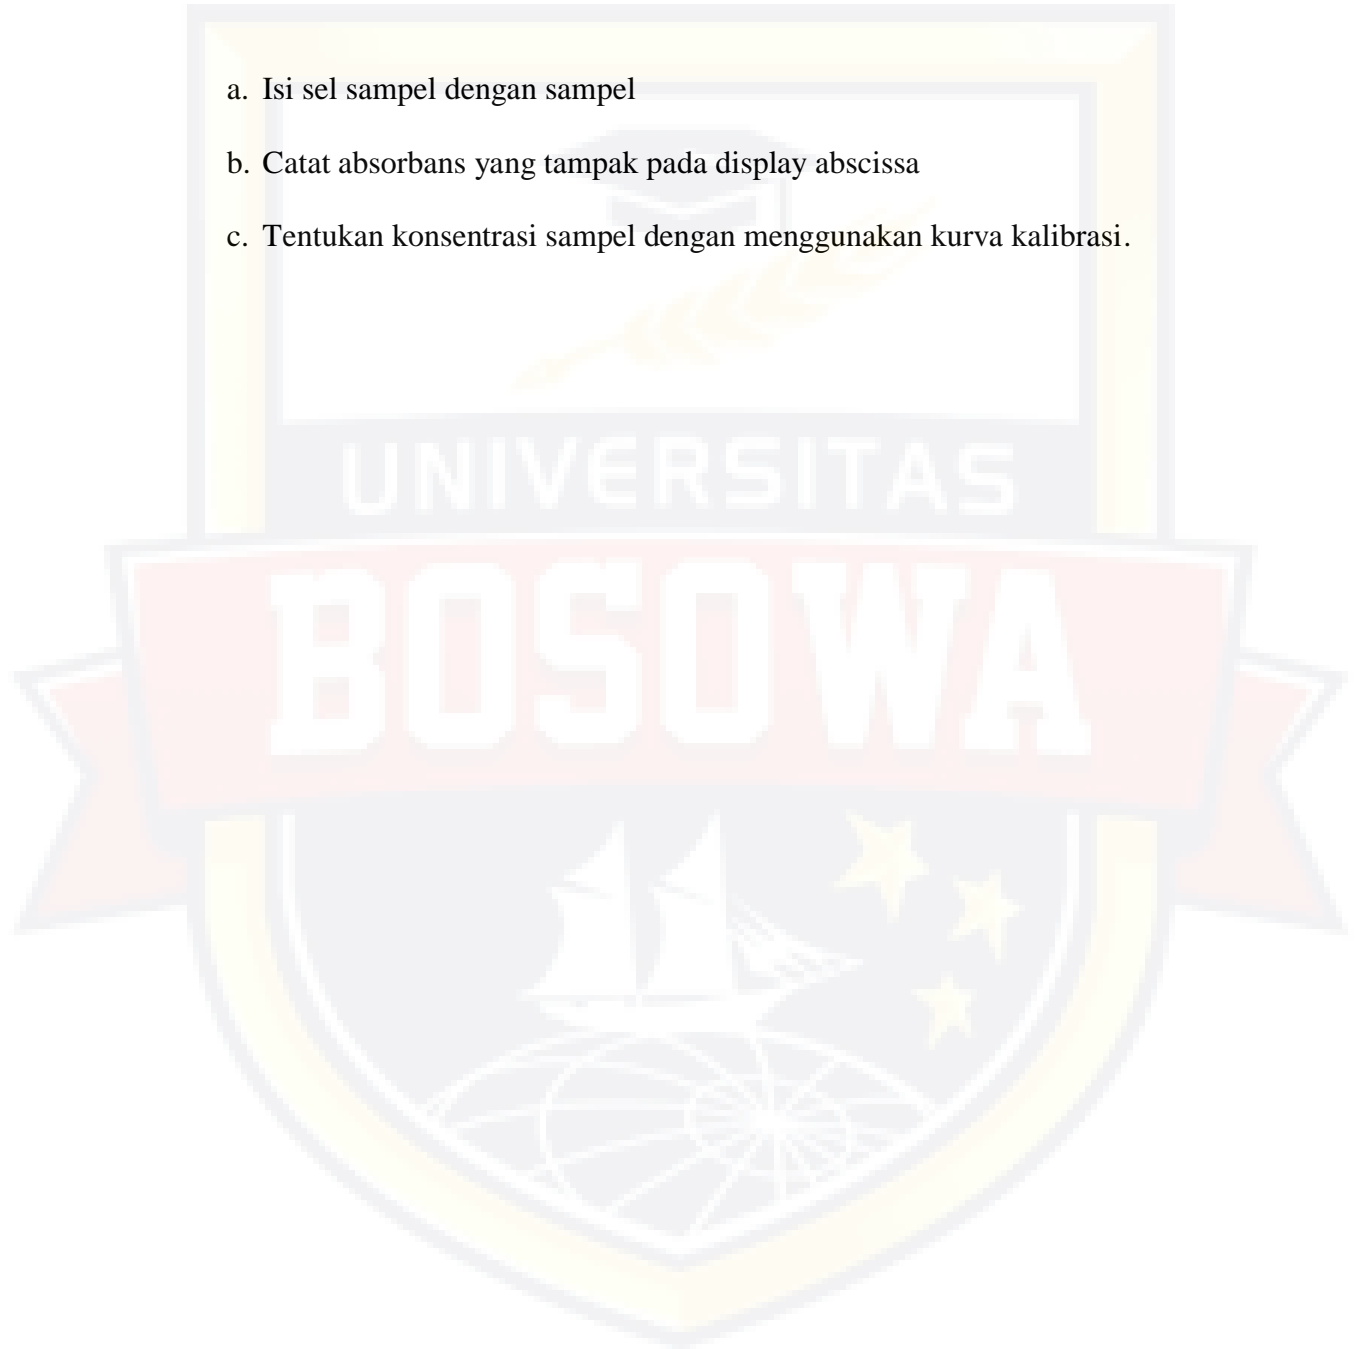 a. Isi sel sampel dengan sampel
b. Catat absorbans yang tampak pada display abscissa
c. Tentukan konsentrasi sampel dengan menggunakan kurva kalibrasi.
UNIVERSITAS
BOSOWA